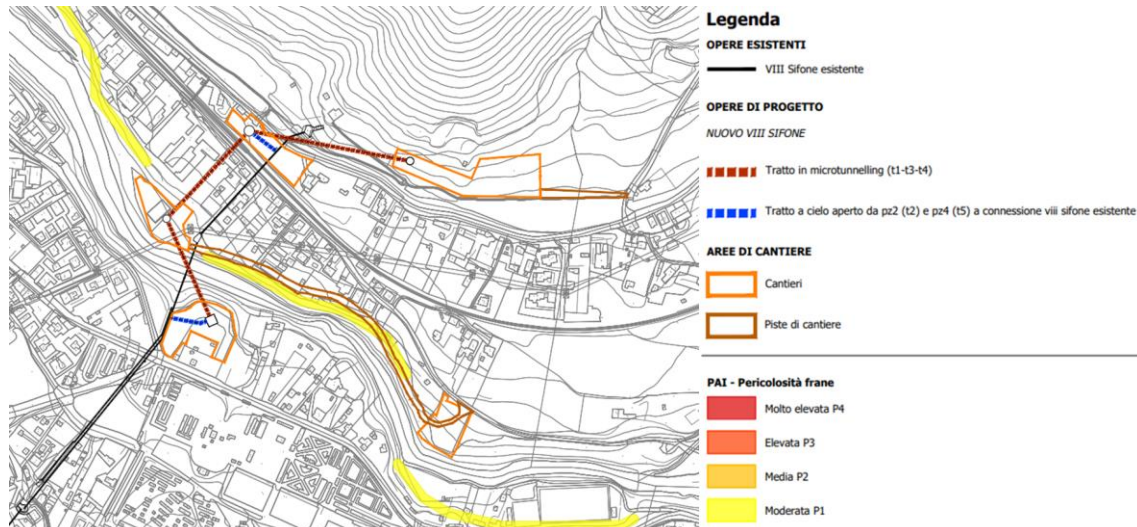 Legenda
OPERE ESISTENTI
VIII Sifone esistente
OPERE DI PROGETTO
NUOVO VIII SIFONE
Tratto in microtunnelling (t1-t3-t4)
Tratto a cielo aperto da pz2 (t2) e pz4 (t5) a connessione viii sifone esistente
AREE DI CANTIERE
Cantieri
Piste di cantiere
PAI - Pericolosità frane
Molto elevata P4
Elevata P3
Media P2
Moderata P1